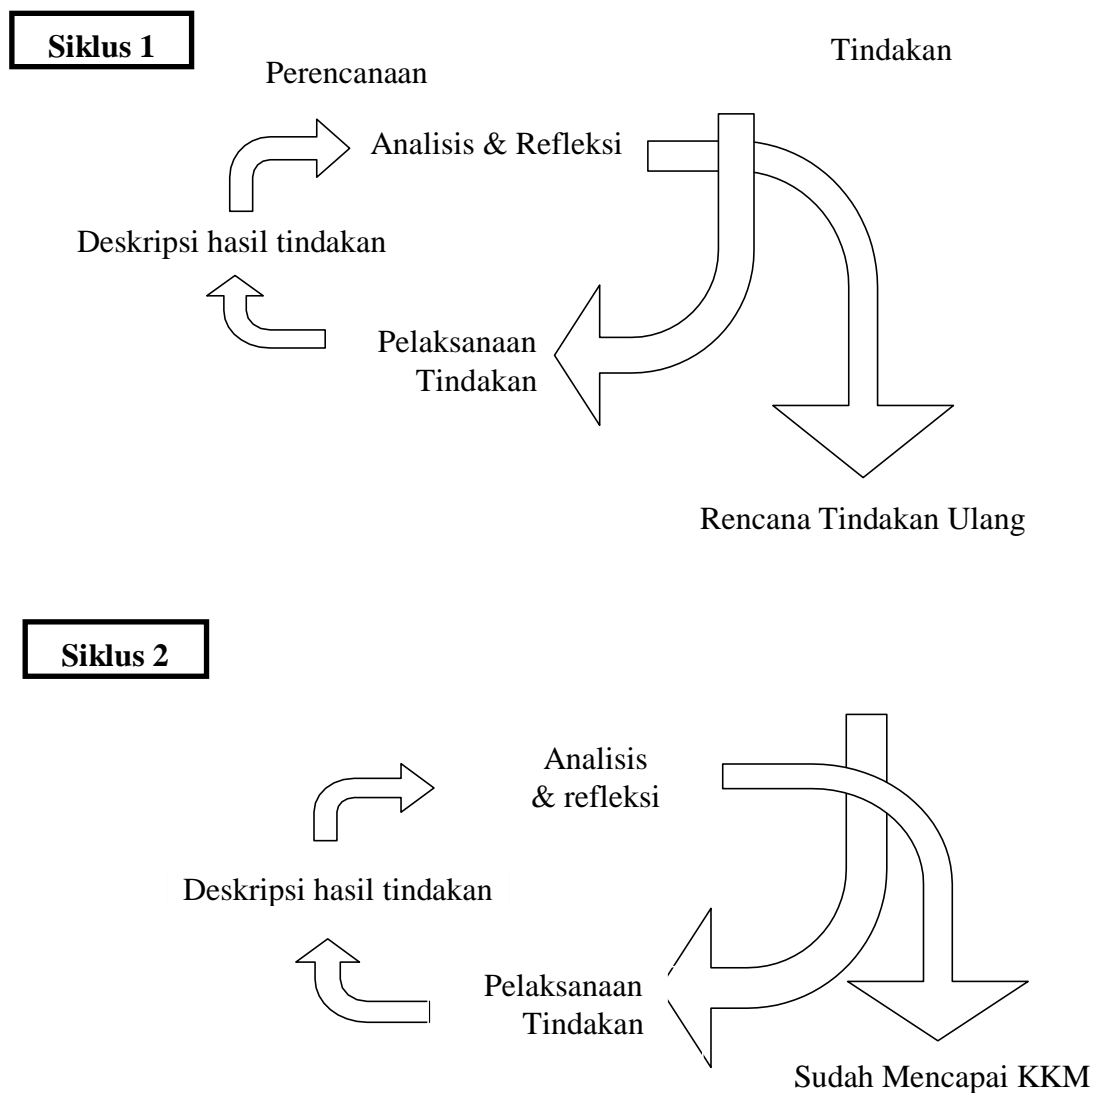 Siklus 1
Tindakan
Perencanaan
Analisis & Refleksi
Deskripsi hasil tindakan
Pelaksanaan
Tindakan
Rencana Tindakan Ulang
Siklus 2
Analisis
& refleksi
Deskripsi hasil tindakan
Pelaksanaan
Tindakan
Sudah Mencapai KKM